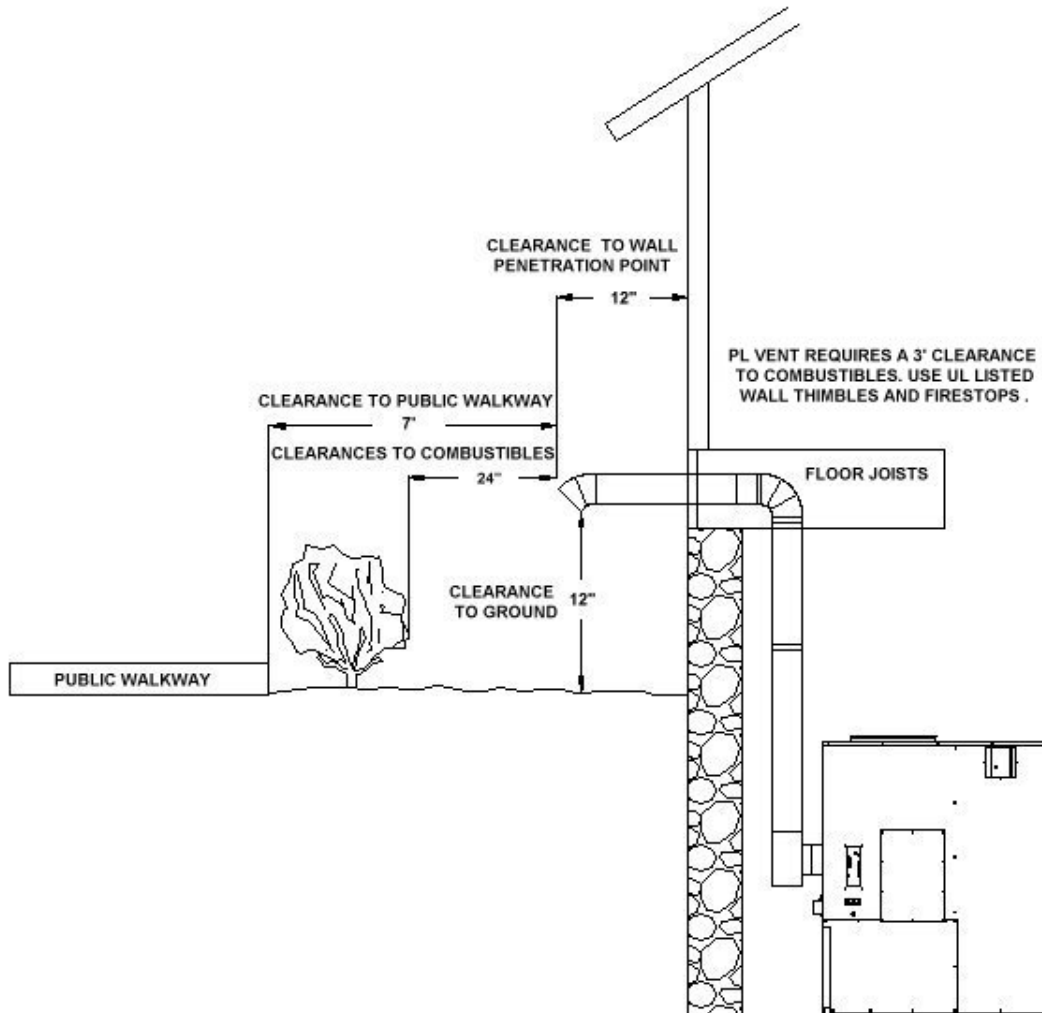 CLEARANCE TO WALL
PENETRATION POINT
12"
PL VENT REQUIRES A 3" CLEARANCE
TO COMBUSTIBLES. USE UL LISTED
WALL THIMBLES AND FIRESTOPS .
CLEARANCE TO PUBLIC WALKWAY
7'
CLEARANCES TO COMBUSTIBLES
24"
FLOOR JOISTS
CLEARANCE
TO GROUND
12"
PUBLIC WALKWAY